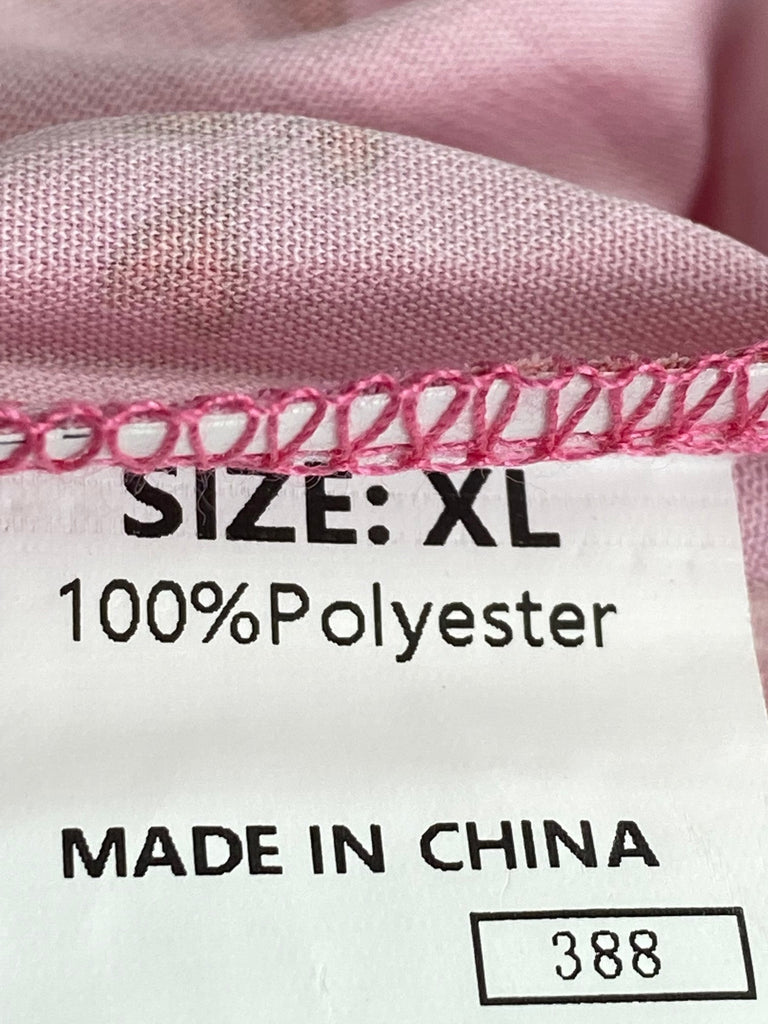 SIZE: XL
100%Polyester
MADE IN CHINA
388